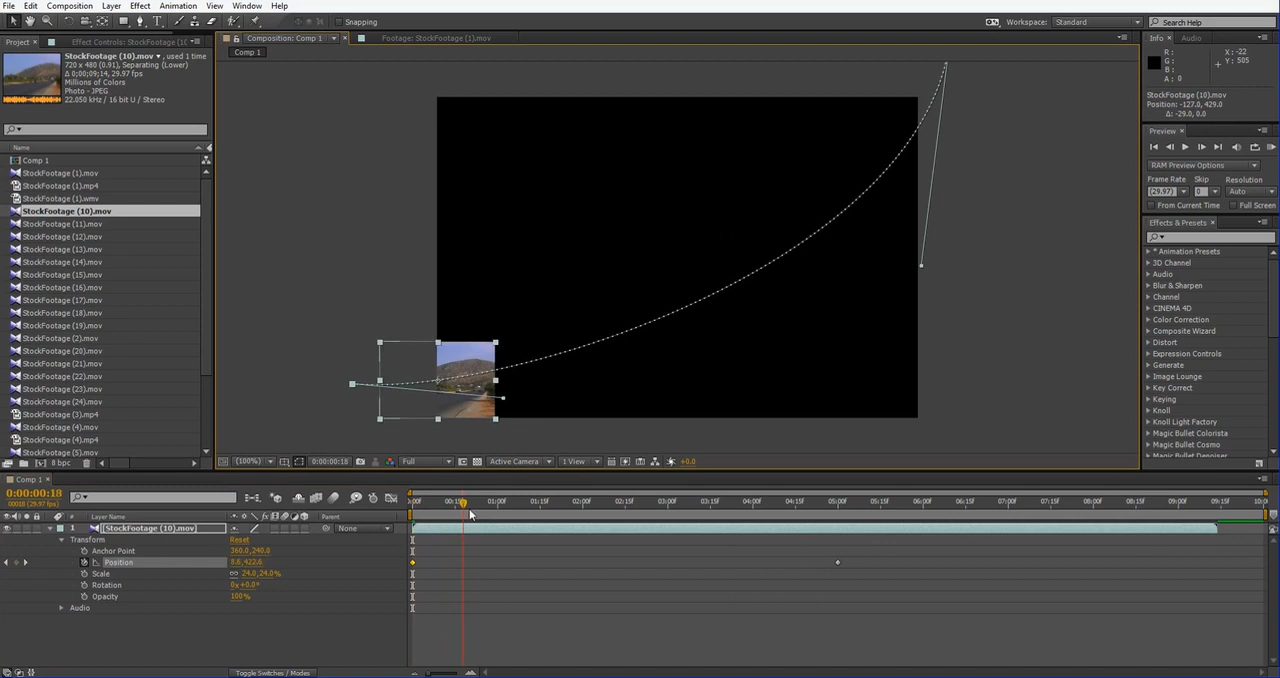 File Edit Composition Layer Effect Animation View Window Help
Snapping Workspace: Standard Search Help
Project × Effect Controls: StockFootage (10
StockFootage (10).mov ▼ , used 1 time
720 x 480 (0.91), Separating (Lower)
Δ 0;00;09;14, 29.97 fps
Millions of Colors
Photo - JPEG
22.050 kHz / 16 bit U / Stereo
Name
Comp 1
StockFootage (1).mov
StockFootage (1).mp4
StockFootage (1).wmv
StockFootage (10).mov
StockFootage (11).mov
StockFootage (12).mov
StockFootage (13).mov
StockFootage (14).mov
StockFootage (15).mov
StockFootage (16).mov
StockFootage (17).mov
StockFootage (18).mov
StockFootage (19).mov
StockFootage (2).mov
StockFootage (20).mov
StockFootage (21).mov
StockFootage (22).mov
StockFootage (23).mov
StockFootage (24).mov
StockFootage (3).mp4
StockFootage (4).mov
StockFootage (4).mp4
StockFootage (5).mov
8 bpc
Composition: Comp 1 Footage: StockFootage (1).mov
Comp 1
(100%) 0:00:00:18 Full Active Camera 1 View +0.0
Info × Audio
R : X : -22
G : Y : 505
B :
A : 0
StockFootage (10).mov
Position: -127.0, 429.0
Δ: -29.0, 0.0
Preview ×
RAM Preview Options
Frame Rate Skip Resolution
(29.97) 0 Auto
From Current Time Full Screen
Effects & Presets ×
* Animation Presets
3D Channel
Audio
Blur & Sharpen
Channel
CINEMA 4D
Color Correction
Composite Wizard
Distort
Expression Controls
Generate
Image Lounge
Key Correct
Keying
Knoll
Knoll Light Factory
Magic Bullet Colorista
Magic Bullet Cosmo
Magic Bullet Denoiser
Comp 1 ×
0:00:00:18
00018 (29.97 fps)
:00F 00:15F 01:00F 01:15F 02:00F 02:15F 03:00F 03:15F 04:00F 04:15F 05:00F 05:15F 06:00F 06:15F 07:00F 07:15F 08:00F 08:15F 09:00F 09:15F 10:0
# Layer Name Parent
1 [StockFootage (10).mov] None
Transform Reset
Anchor Point 360.0,240.0
Position 8.6,422.6
Scale 24.0,24.0%
Rotation 0x+0.0°
Opacity 100%
Audio
Toggle Switches / Modes